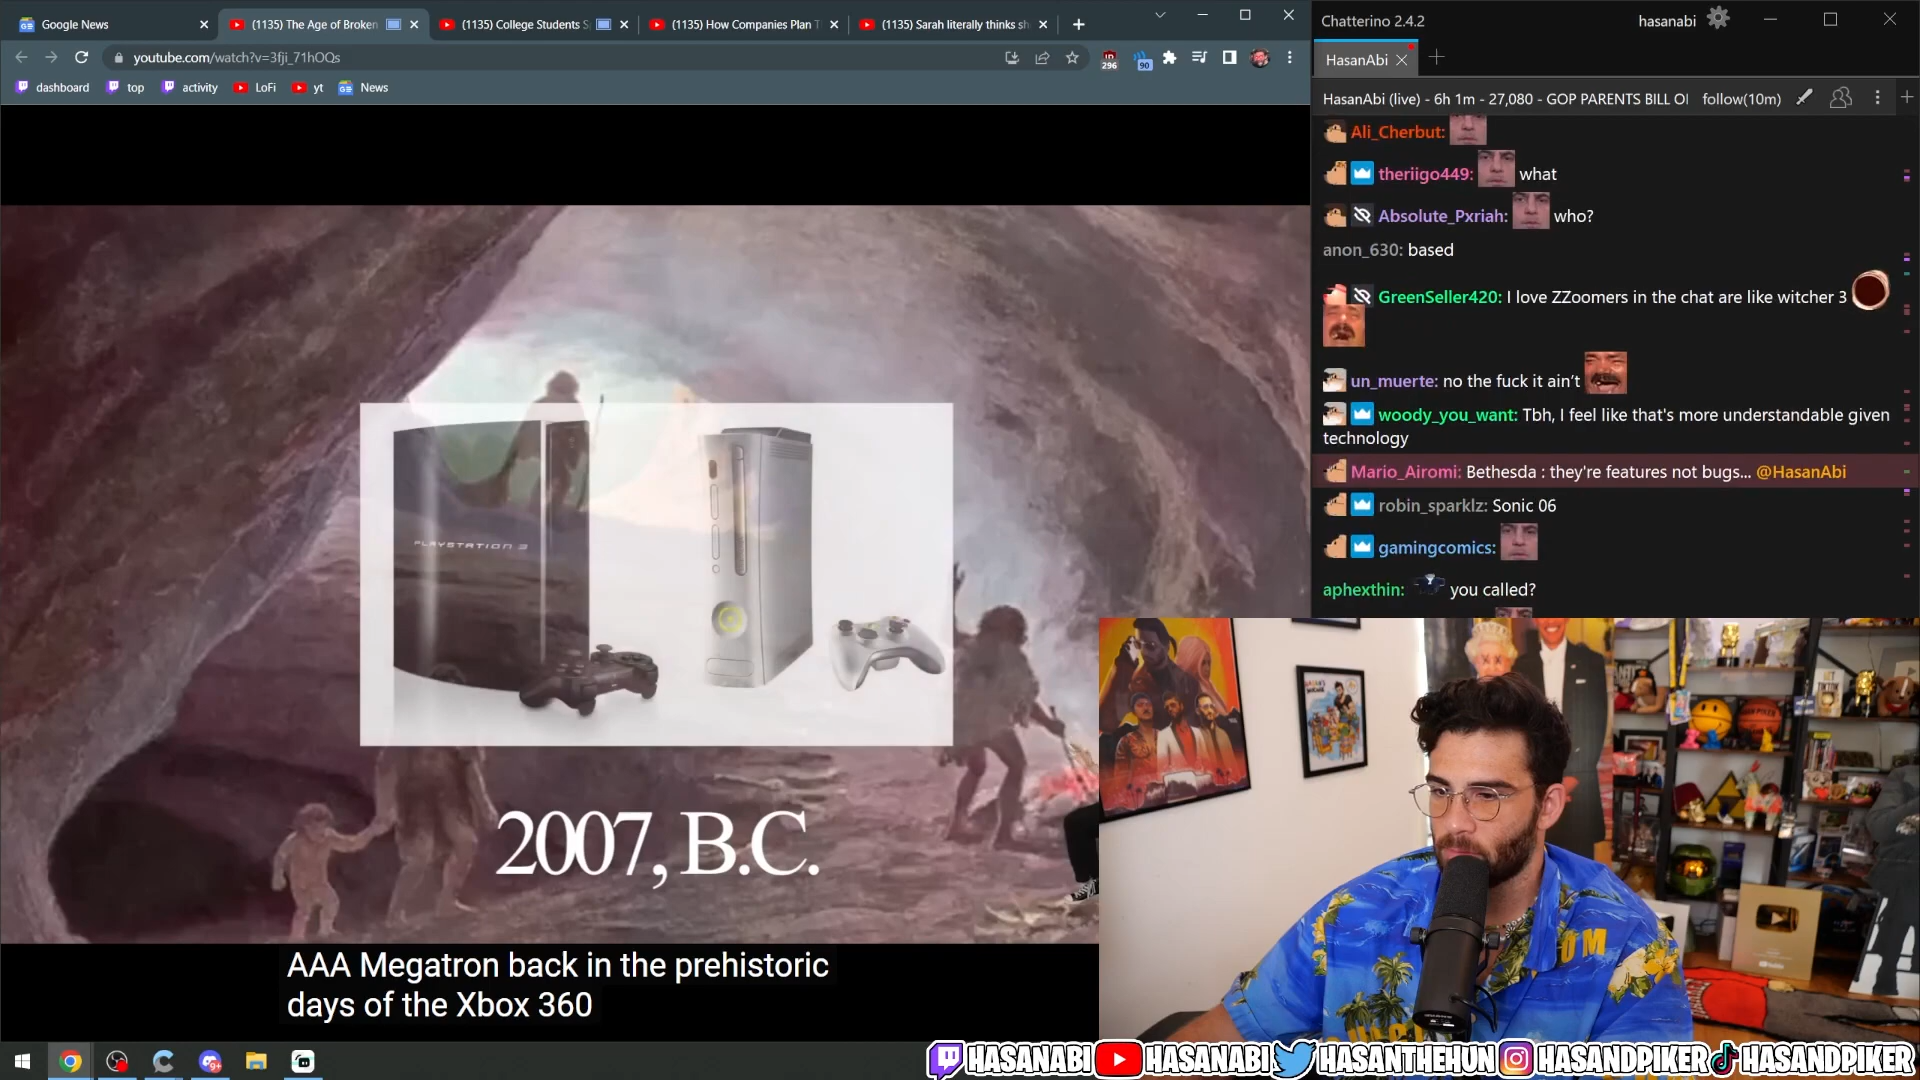 Google News
(1135) The Age of Broken
(1135) College Students S
(1135) How Companies Plan T
(1135) Sarah literally thinks sh
youtube.com/watch?v=3fji_71hOQs
296
90
dashboard
top
activity
LoFi
yt
News
PLAYSTATION 3
2007, B.C.
AAA Megatron back in the prehistoric
days of the Xbox 360
Chatterino 2.4.2
hasanabi
HasanAbi
HasanAbi (live) - 6h 1m - 27,080 - GOP PARENTS BILL OI
follow(10m)
Ali_Cherbut:
theriigo449: what
Absolute_Pxriah: who?
anon_630: based
GreenSeller420: I love ZZoomers in the chat are like witcher 3
un_muerte: no the fuck it ain’t
woody_you_want: Tbh, I feel like that's more understandable given
technology
Mario_Airomi: Bethesda : they're features not bugs... @HasanAbi
robin_sparklz: Sonic 06
gamingcomics:
aphexthin: you called?
HASANABI
HASANABI
HASANTHEHUN
HASANDPIKER
HASANDPIKER